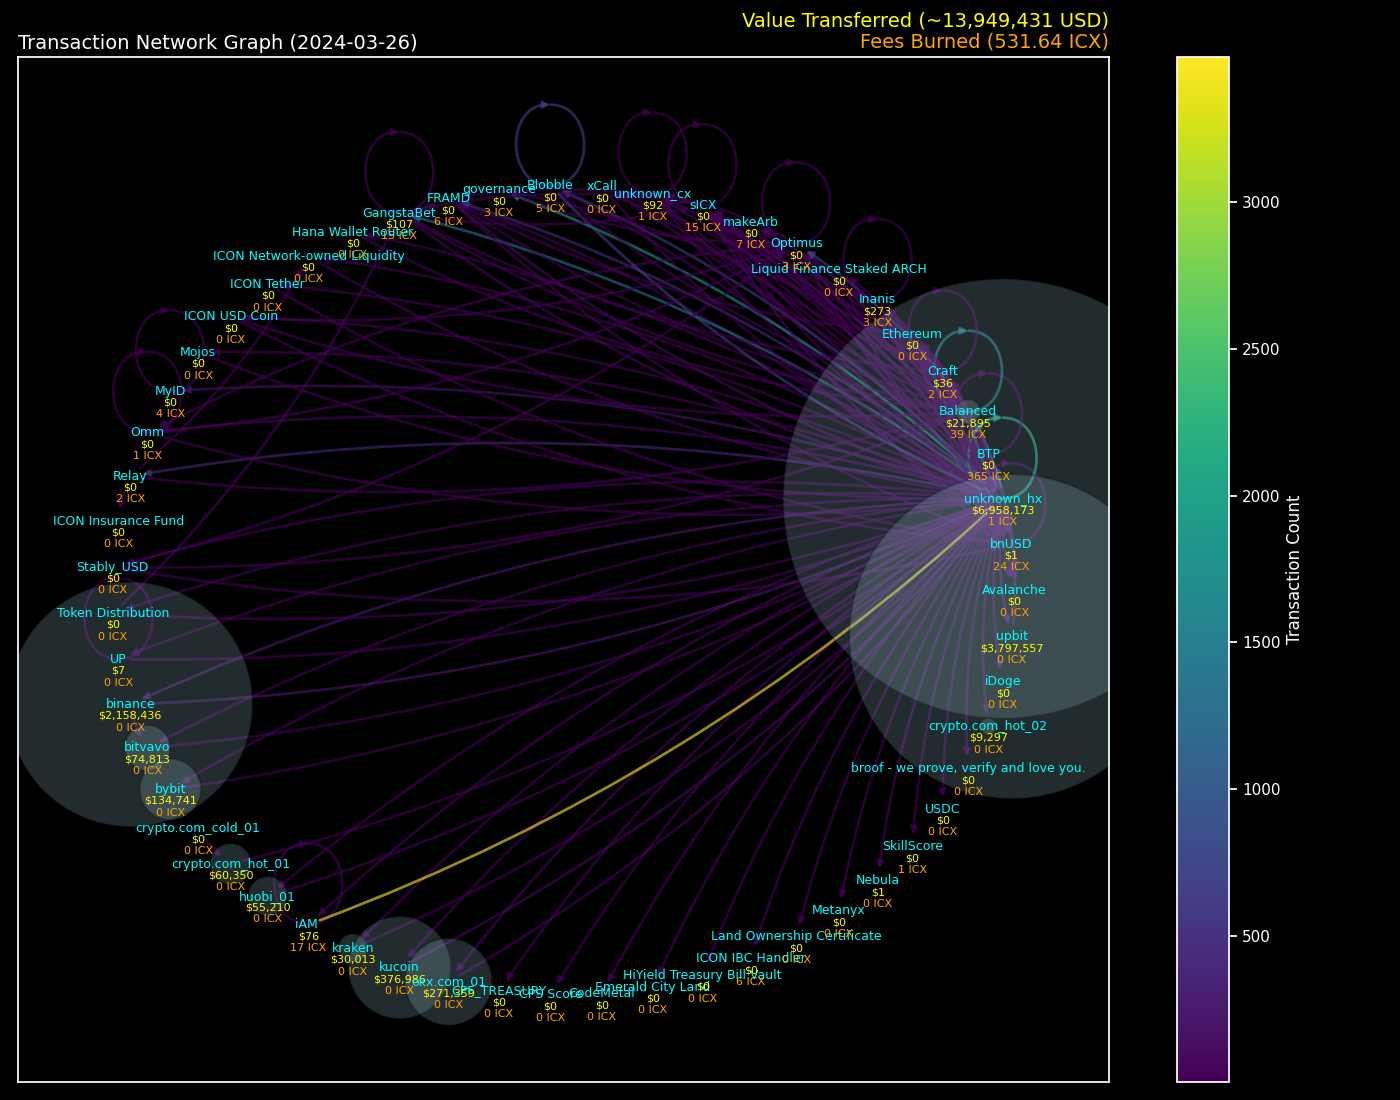 Value Transferred (~13,949,431 USD)
Transaction Network Graph (2024-03-26)
Fees Burned (531.64 ICX)
Blobble
$0
5 ICX
governance
$0
3 ICX
xCall
$0
0 ICX
FRAMD
$0
6 ICX
unknown_cx
$92
1 ICX
sICX
$0
15 ICX
GangstaBet
$107
makeArb
$0
7 ICX
Hana Wallet Router
$0
0 ICX
Optimus
$0
ICON Network-owned Liquidity
$0
0 ICX
Liquid Finance Staked ARCH
$0
0 ICX
ICON Tether
$0
0 ICX
Inanis
$273
3 ICX
ICON USD Coin
$0
0 ICX
Ethereum
$0
0 ICX
Mojos
$0
0 ICX
Craft
$36
2 ICX
MyID
$0
4 ICX
Balanced
$21,895
39 ICX
Omm
$0
1 ICX
BTP
$0
365 ICX
Relay
$0
2 ICX
unknown_hx
$6,958,173
1 ICX
ICON Insurance Fund
$0
0 ICX
bnUSD
$1
24 ICX
Stably_USD
$0
0 ICX
Avalanche
$0
0 ICX
Token Distribution
$0
0 ICX
upbit
$3,797,557
0 ICX
UP
$7
0 ICX
iDoge
$0
0 ICX
binance
$2,158,436
0 ICX
crypto.com_hot_02
$9,297
0 ICX
bitvavo
$74,813
0 ICX
broof - we prove, verify and love you.
$0
0 ICX
bybit
$134,741
0 ICX
USDC
$0
0 ICX
crypto.com_cold_01
$0
0 ICX
SkillScore
$0
1 ICX
crypto.com_hot_01
$60,350
0 ICX
Nebula
$1
0 ICX
huobi_01
$55,210
0 ICX
Metanyx
$0
0 ICX
iAM
$76
17 ICX
Land Ownership Certificate
$0
0 ICX
kraken
$30,013
0 ICX
ICON IBC Handler
$0
6 ICX
kucoin
$376,986
0 ICX
HiYield Treasury Bill Vault
$0
0 ICX
okx.com_01
$271,359
0 ICX
Emerald City Land
$0
0 ICX
CPS TREASURY
$0
0 ICX
CPS Score
$0
0 ICX
CodeMetal
$0
0 ICX
3000
2500
2000
1500
1000
500
Transaction Count